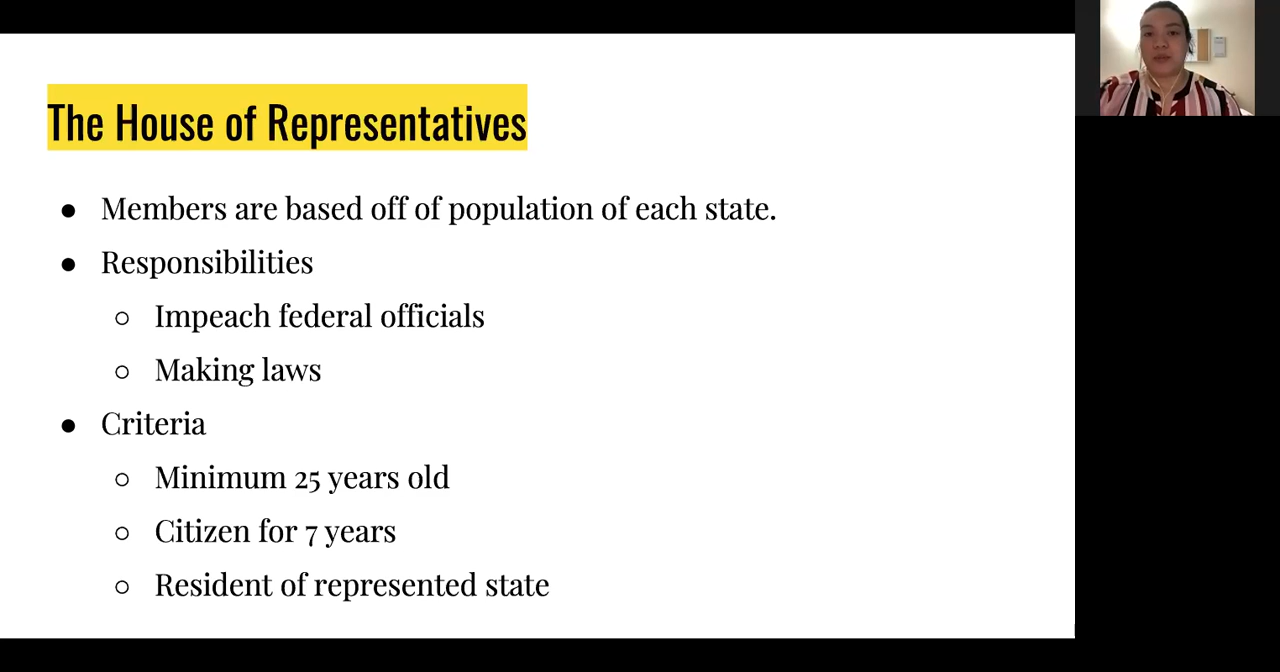 The House of Representatives
● Members are based off of population of each state.
● Responsibilities
○ Impeach federal officials
○ Making laws
● Criteria
○ Minimum 25 years old
○ Citizen for 7 years
○ Resident of represented state